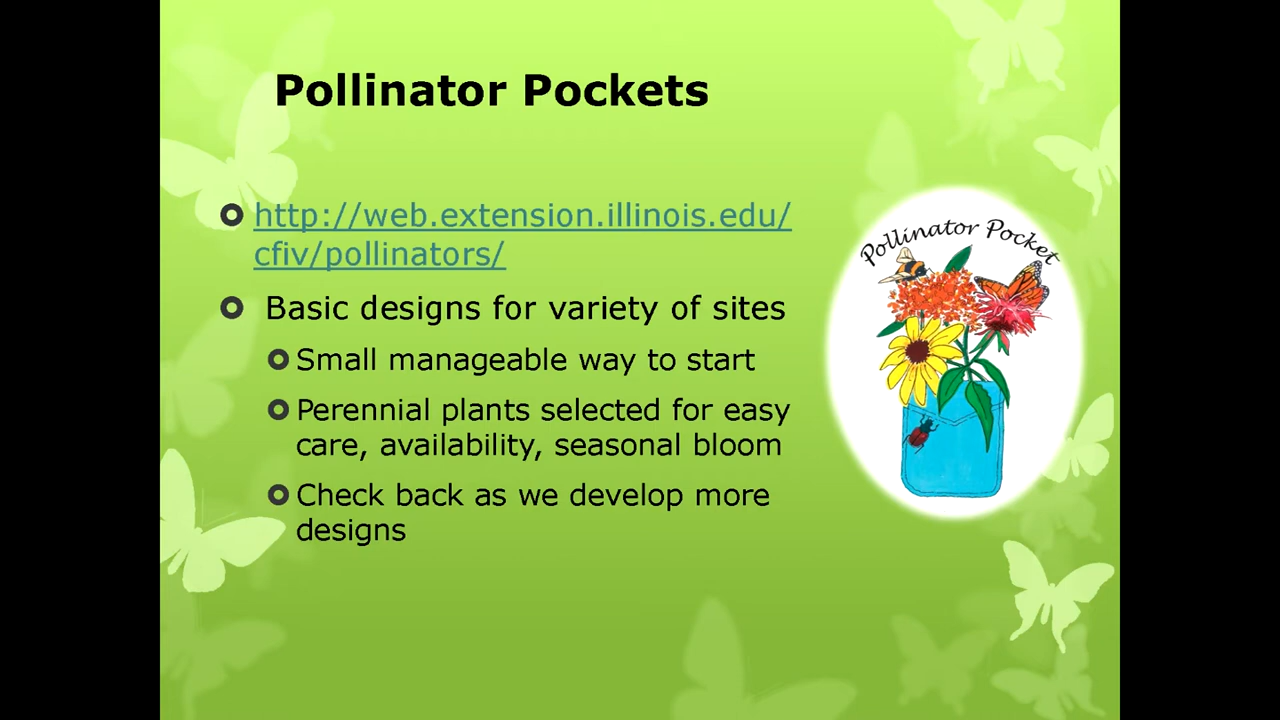 Pollinator Pockets
http://web.extension.illinois.edu/
cfiv/pollinators/
Basic designs for variety of sites
Small manageable way to start
Perennial plants selected for easy
care, availability, seasonal bloom
Check back as we develop more
designs
Pollinator Pocket